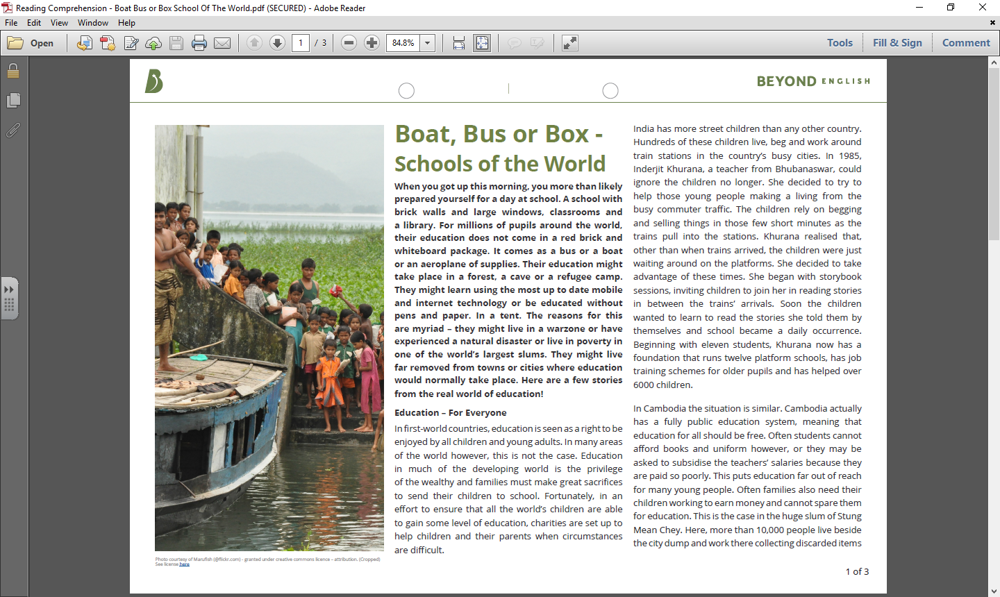 Reading Comprehension - Boat Bus or Box School Of The World.pdf (SECURED) - Adobe Reader
File Edit View Window Help
Open 1 / 3 84.8% Tools Fill & Sign Comment
B BEYOND ENGLISH
Boat, Bus or Box -
Schools of the World
When you got up this morning, you more than likely
prepared yourself for a day at school. A school with
brick walls and large windows, classrooms and
a library. For millions of pupils around the world,
their education does not come in a red brick and
whiteboard package. It comes as a bus or a boat
or an aeroplane of supplies. Their education might
take place in a forest, a cave or a refugee camp.
They might learn using the most up to date mobile
and internet technology or be educated without
pens and paper. In a tent. The reasons for this
are myriad – they might live in a warzone or have
experienced a natural disaster or live in poverty in
one of the world's largest slums. They might live
far removed from towns or cities where education
would normally take place. Here are a few stories
from the real world of education!
Education – For Everyone
In first-world countries, education is seen as a right to be
enjoyed by all children and young adults. In many areas
of the world however, this is not the case. Education
in much of the developing world is the privilege
of the wealthy and families must make great sacrifices
to send their children to school. Fortunately, in an
effort to ensure that all the world's children are able
to gain some level of education, charities are set up to
help children and their parents when circumstances
are difficult.
India has more street children than any other country.
Hundreds of these children live, beg and work around
train stations in the country's busy cities. In 1985,
Inderjit Khurana, a teacher from Bhubanaswar, could
ignore the children no longer. She decided to try to
help those young people making a living from the
busy commuter traffic. The children rely on begging
and selling things in those few short minutes as the
trains pull into the stations. Khurana realised that,
other than when trains arrived, the children were just
waiting around on the platforms. She decided to take
advantage of these times. She began with storybook
sessions, inviting children to join her in reading stories
in between the trains' arrivals. Soon the children
wanted to learn to read the stories she told them by
themselves and school became a daily occurrence.
Beginning with eleven students, Khurana now has a
foundation that runs twelve platform schools, has job
training schemes for older pupils and has helped over
6000 children.
In Cambodia the situation is similar. Cambodia actually
has a fully public education system, meaning that
education for all should be free. Often students cannot
afford books and uniform however, or they may be
asked to subsidise the teachers' salaries because they
are paid so poorly. This puts education far out of reach
for many young people. Often families also need their
children working to earn money and cannot spare them
for education. This is the case in the huge slum of Stung
Mean Chey. Here, more than 10,000 people live beside
the city dump and work there collecting discarded items
Photo courtesy of Marufish (@flickr.com) - granted under creative commons licence – attribution. (Cropped)
See license here
1 of 3